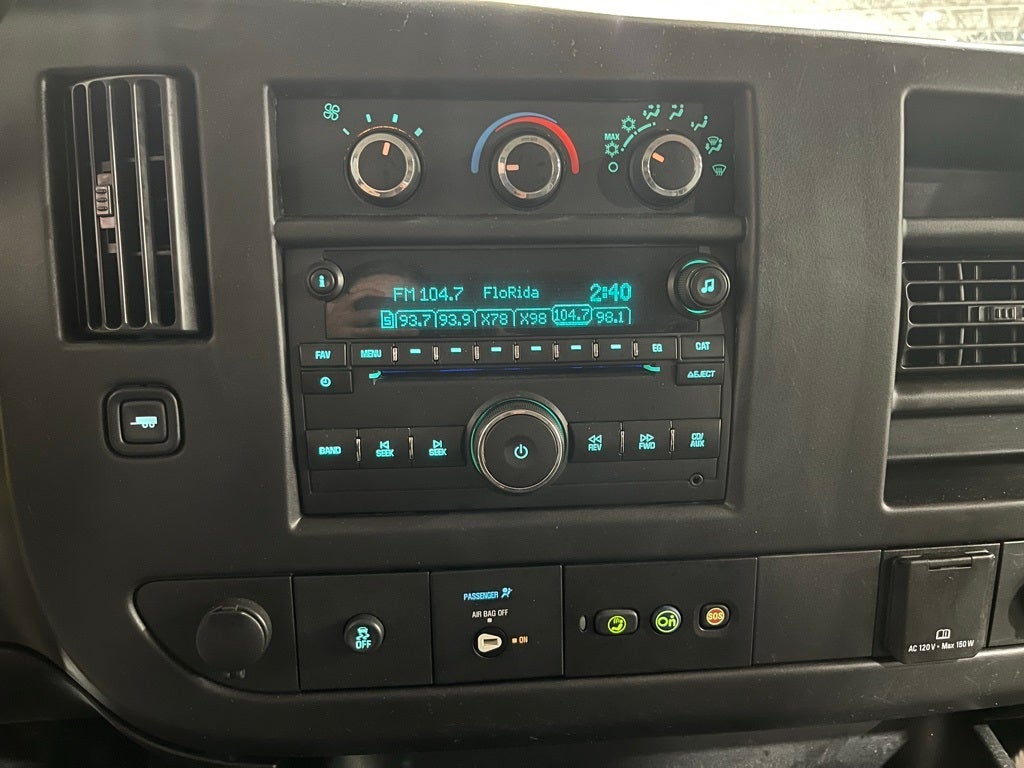 MAX
FM 104.7 FloRida 2:40
S 93.7 93.9 X78 X98 104.7 98.1
FAV MENU EQ CAT
EJECT
BAND SEEK SEEK REV FWD CD/
AUX
PASSENGER
AIR BAG OFF
ON
OFF
On
SOS
AC 120 V - Max 150 W